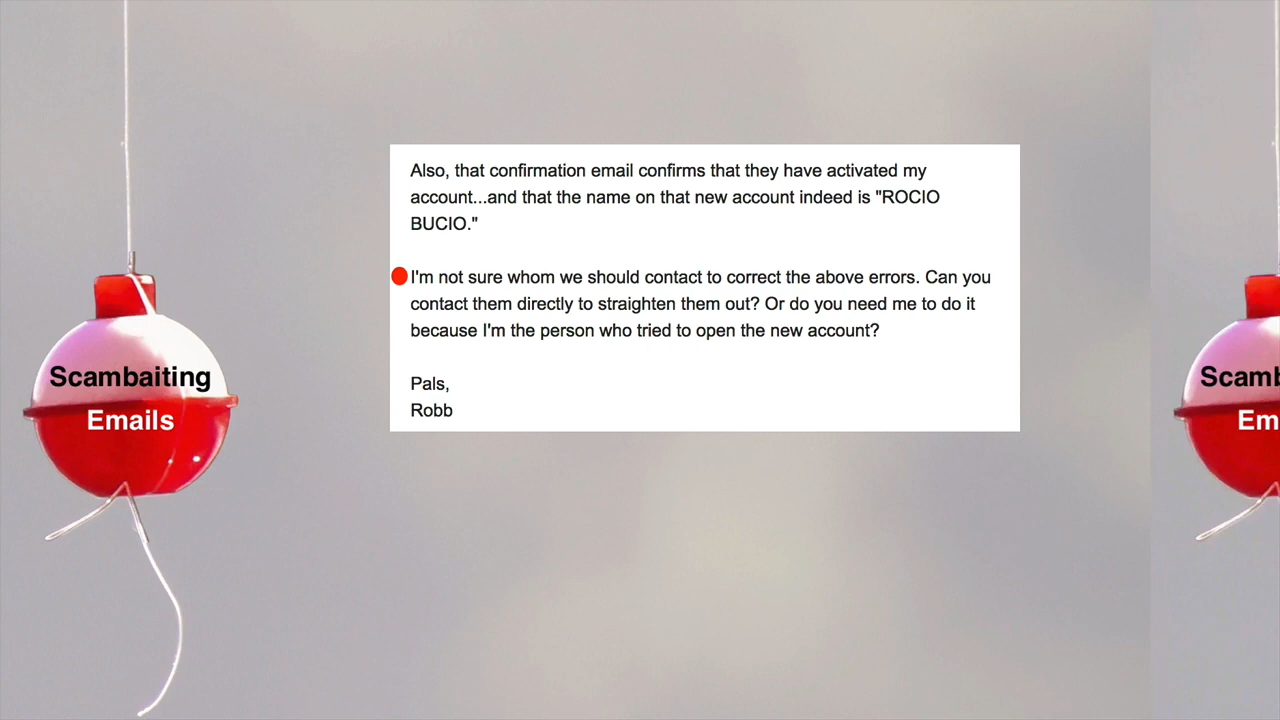 Also, that confirmation email confirms that they have activated my
account...and that the name on that new account indeed is "ROCIO
BUCIO."
I'm not sure whom we should contact to correct the above errors. Can you
contact them directly to straighten them out? Or do you need me to do it
because I'm the person who tried to open the new account?
Pals,
Robb
Scambaiting
Emails
Scamb
Em